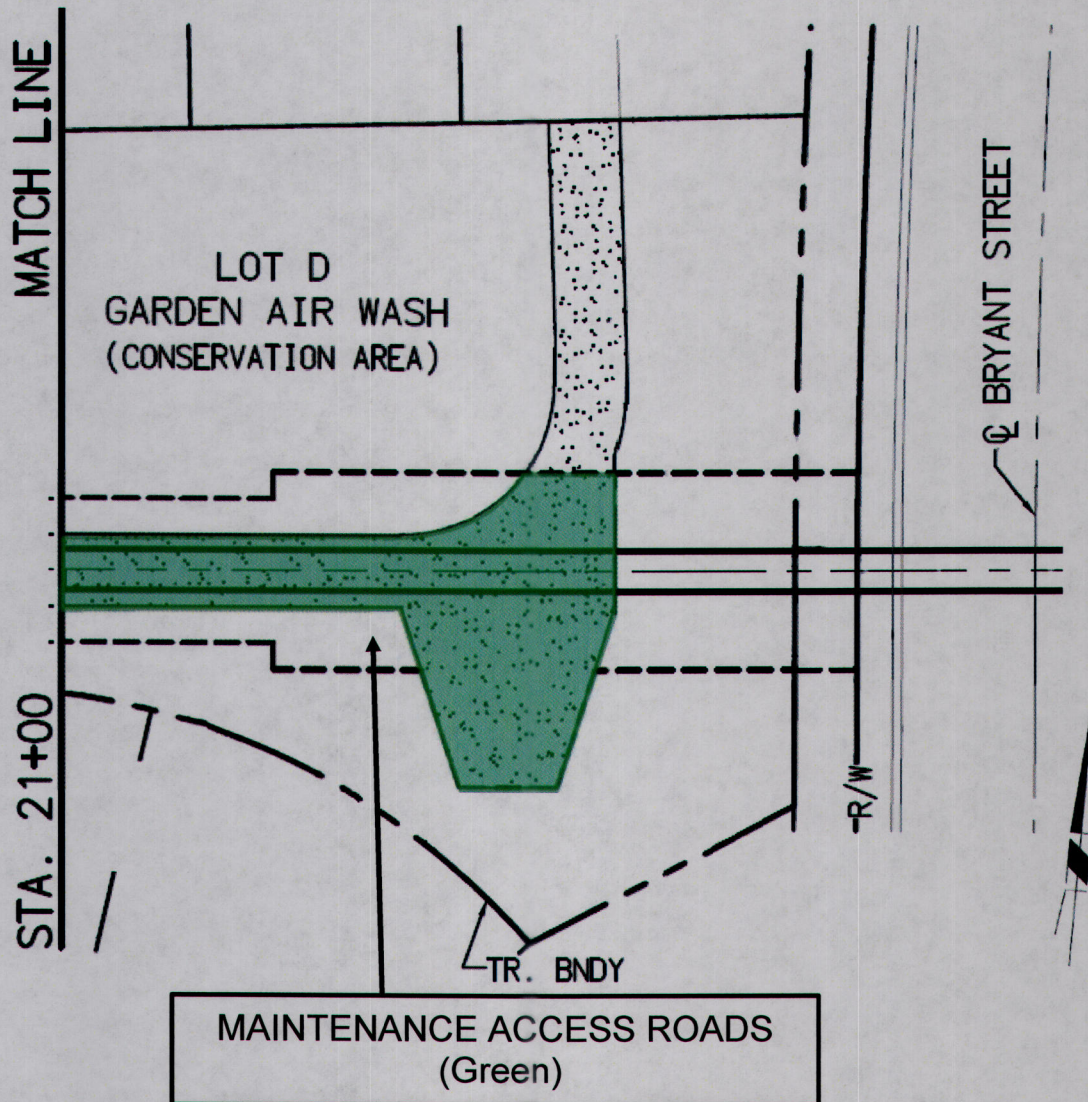 MATCH LINE
STA. 21+00
LOT D
GARDEN AIR WASH
(CONSERVATION AREA)
℄ BRYANT STREET
R/W
TR. BNDY
MAINTENANCE ACCESS ROADS
(Green)